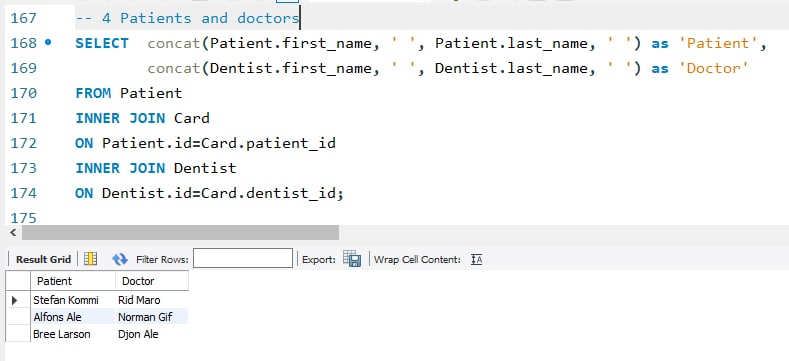 167 -- 4 Patients and doctors
168 SELECT concat(Patient.first_name, ' ', Patient.last_name, ' ') as 'Patient',
169 concat(Dentist.first_name, ' ', Dentist.last_name, ' ') as 'Doctor'
170 FROM Patient
171 INNER JOIN Card
172 ON Patient.id=Card.patient_id
173 INNER JOIN Dentist
174 ON Dentist.id=Card.dentist_id;
175
Result Grid Filter Rows: Export: Wrap Cell Content:
Patient Doctor
Stefan Kommi Rid Maro
Alfons Ale Norman Gif
Bree Larson Djon Ale